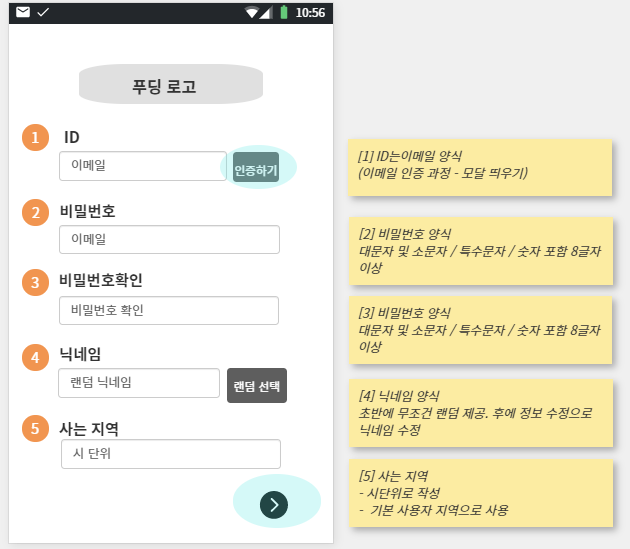 10:56
푸딩 로고
1 ID
이메일
인증하기
2 비밀번호
이메일
3 비밀번호확인
비밀번호 확인
4 닉네임
랜덤 닉네임
랜덤 선택
5 사는 지역
시 단위
[1] ID는이메일 양식
(이메일 인증 과정 - 모달 띄우기)
[2] 비밀번호 양식
대문자 및 소문자 / 특수문자 / 숫자 포함 8글자
이상
[3] 비밀번호 양식
대문자 및 소문자 / 특수문자 / 숫자 포함 8글자
이상
[4] 닉네임 양식
초반에 무조건 랜덤 제공. 후에 정보 수정으로
닉네임 수정
[5] 사는 지역
- 시단위로 작성
- 기본 사용자 지역으로 사용